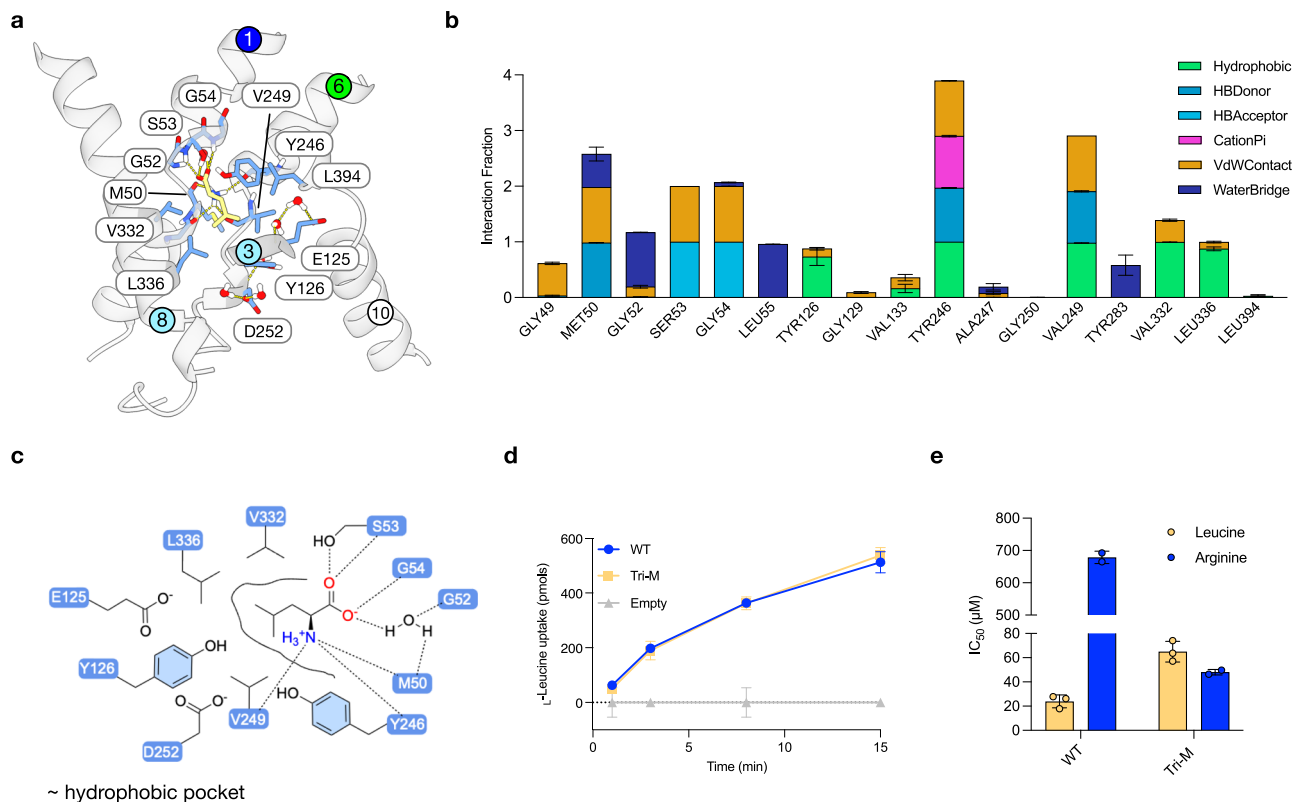 a
1
6
G54
V249
S53
Y246
G52
L394
M50
V332
3
E125
L336
Y126
8
10
D252
b
Interaction Fraction
4
3
2
1
0
GLY49
MET50
GLY52
SER53
GLY54
LEU55
TYR126
GLY129
VAL133
TYR246
ALA247
GLY250
VAL249
TYR283
VAL332
LEU336
LEU394
Hydrophobic
HBDonor
HBAcceptor
CationPi
VdWContact
WaterBridge
c
V332
S53
L336
HO
G54
O
O-
G52
E125
O-
O
H O H
H3+N
OH
Y126
M50
O
O-
HO
V249
Y246
D252
~ hydrophobic pocket
d
L-Leucine uptake (pmols)
600
400
200
0
0 5 10 15
Time (min)
WT
Tri-M
Empty
e
IC50 (µM)
800
700
600
500
80
60
40
20
0
WT
Tri-M
Leucine
Arginine